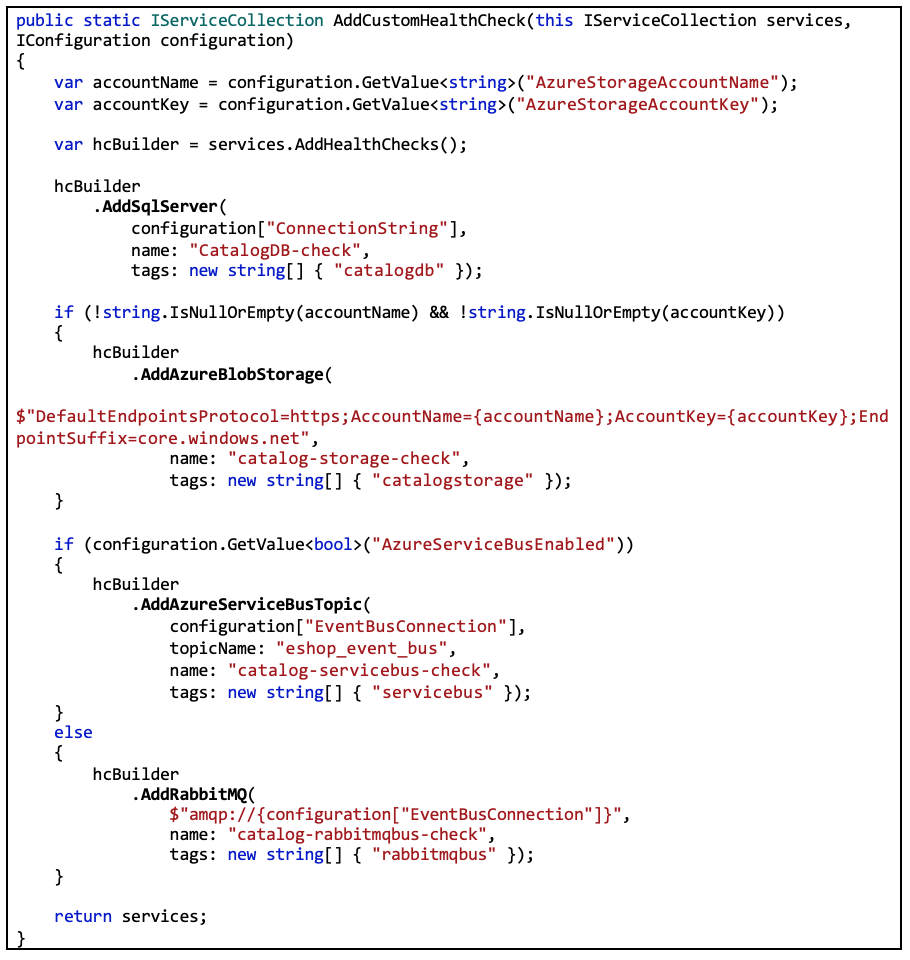 public static IServiceCollection AddCustomHealthCheck(this IServiceCollection services,
IConfiguration configuration)
{
    var accountName = configuration.GetValue<string>("AzureStorageAccountName");
    var accountKey = configuration.GetValue<string>("AzureStorageAccountKey");

    var hcBuilder = services.AddHealthChecks();

    hcBuilder
        .AddSqlServer(
            configuration["ConnectionString"],
            name: "CatalogDB-check",
            tags: new string[] { "catalogdb" });

    if (!string.IsNullOrEmpty(accountName) && !string.IsNullOrEmpty(accountKey))
    {
        hcBuilder
            .AddAzureBlobStorage(

$"DefaultEndpointsProtocol=https;AccountName={accountName};AccountKey={accountKey};End
pointSuffix=core.windows.net",
                name: "catalog-storage-check",
                tags: new string[] { "catalogstorage" });
    }

    if (configuration.GetValue<bool>("AzureServiceBusEnabled"))
    {
        hcBuilder
            .AddAzureServiceBusTopic(
                configuration["EventBusConnection"],
                topicName: "eshop_event_bus",
                name: "catalog-servicebus-check",
                tags: new string[] { "servicebus" });
    }
    else
    {
        hcBuilder
            .AddRabbitMQ(
                $"amqp://{configuration["EventBusConnection"]}",
                name: "catalog-rabbitmqbus-check",
                tags: new string[] { "rabbitmqbus" });
    }

    return services;
}